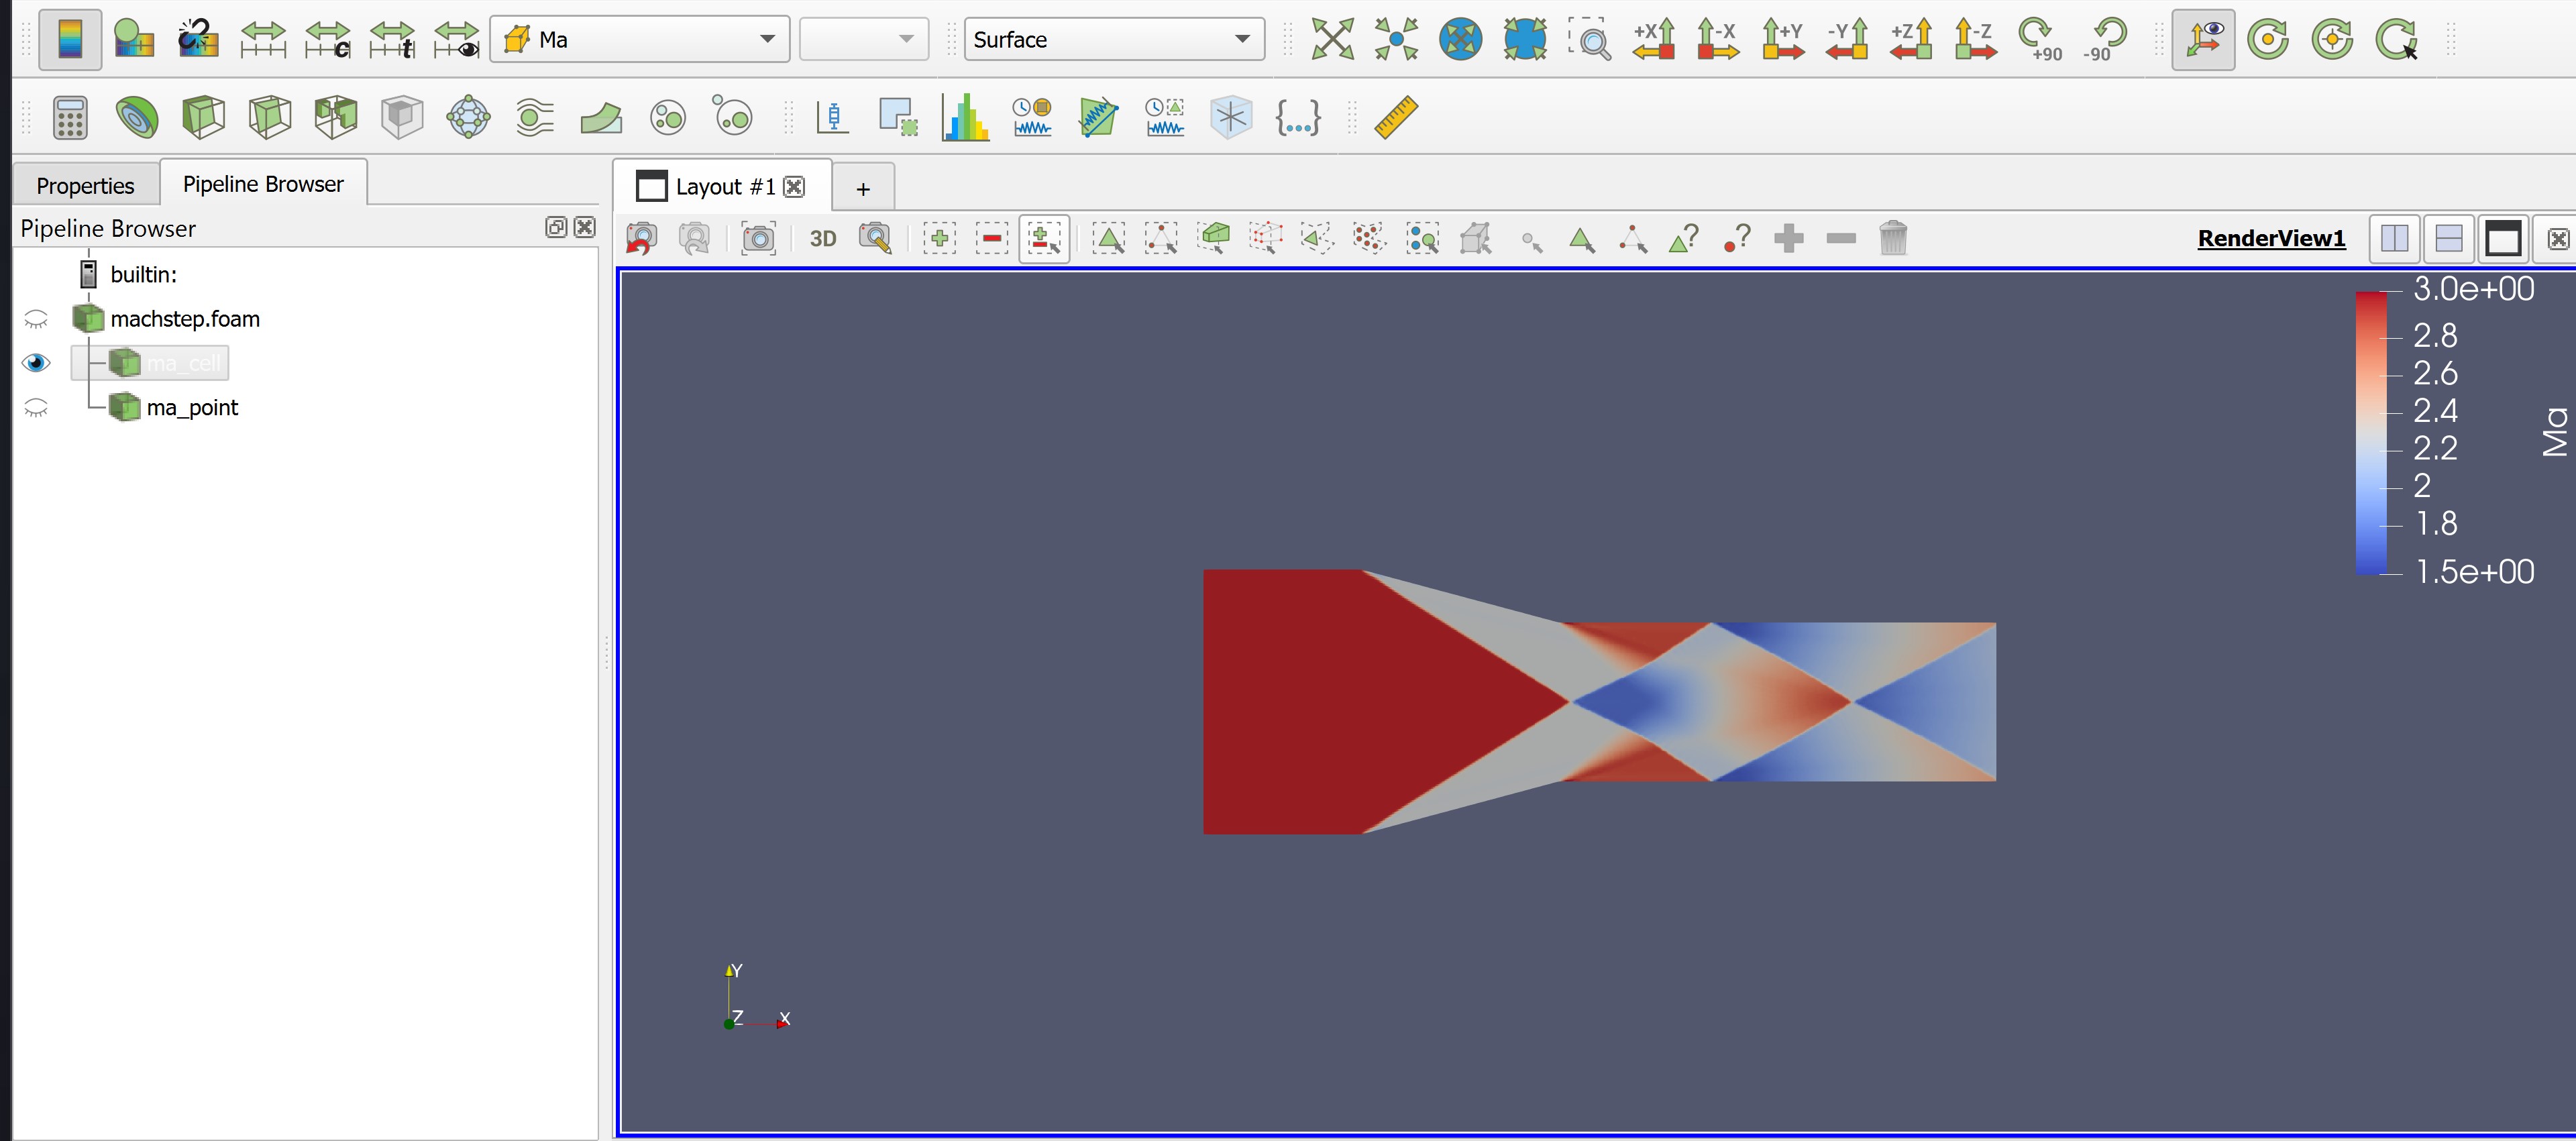 c
t
Ma
Surface
+X
-X
+Y
-Y
+Z
-Z
+90
-90
Properties
Pipeline Browser
Layout #1
+
Pipeline Browser
3D
RenderView1
builtin:
machstep.foam
ma_cell
ma_point
3.0e+00
2.8
2.6
2.4
2.2
2
1.8
1.5e+00
Ma
Y
Z
X